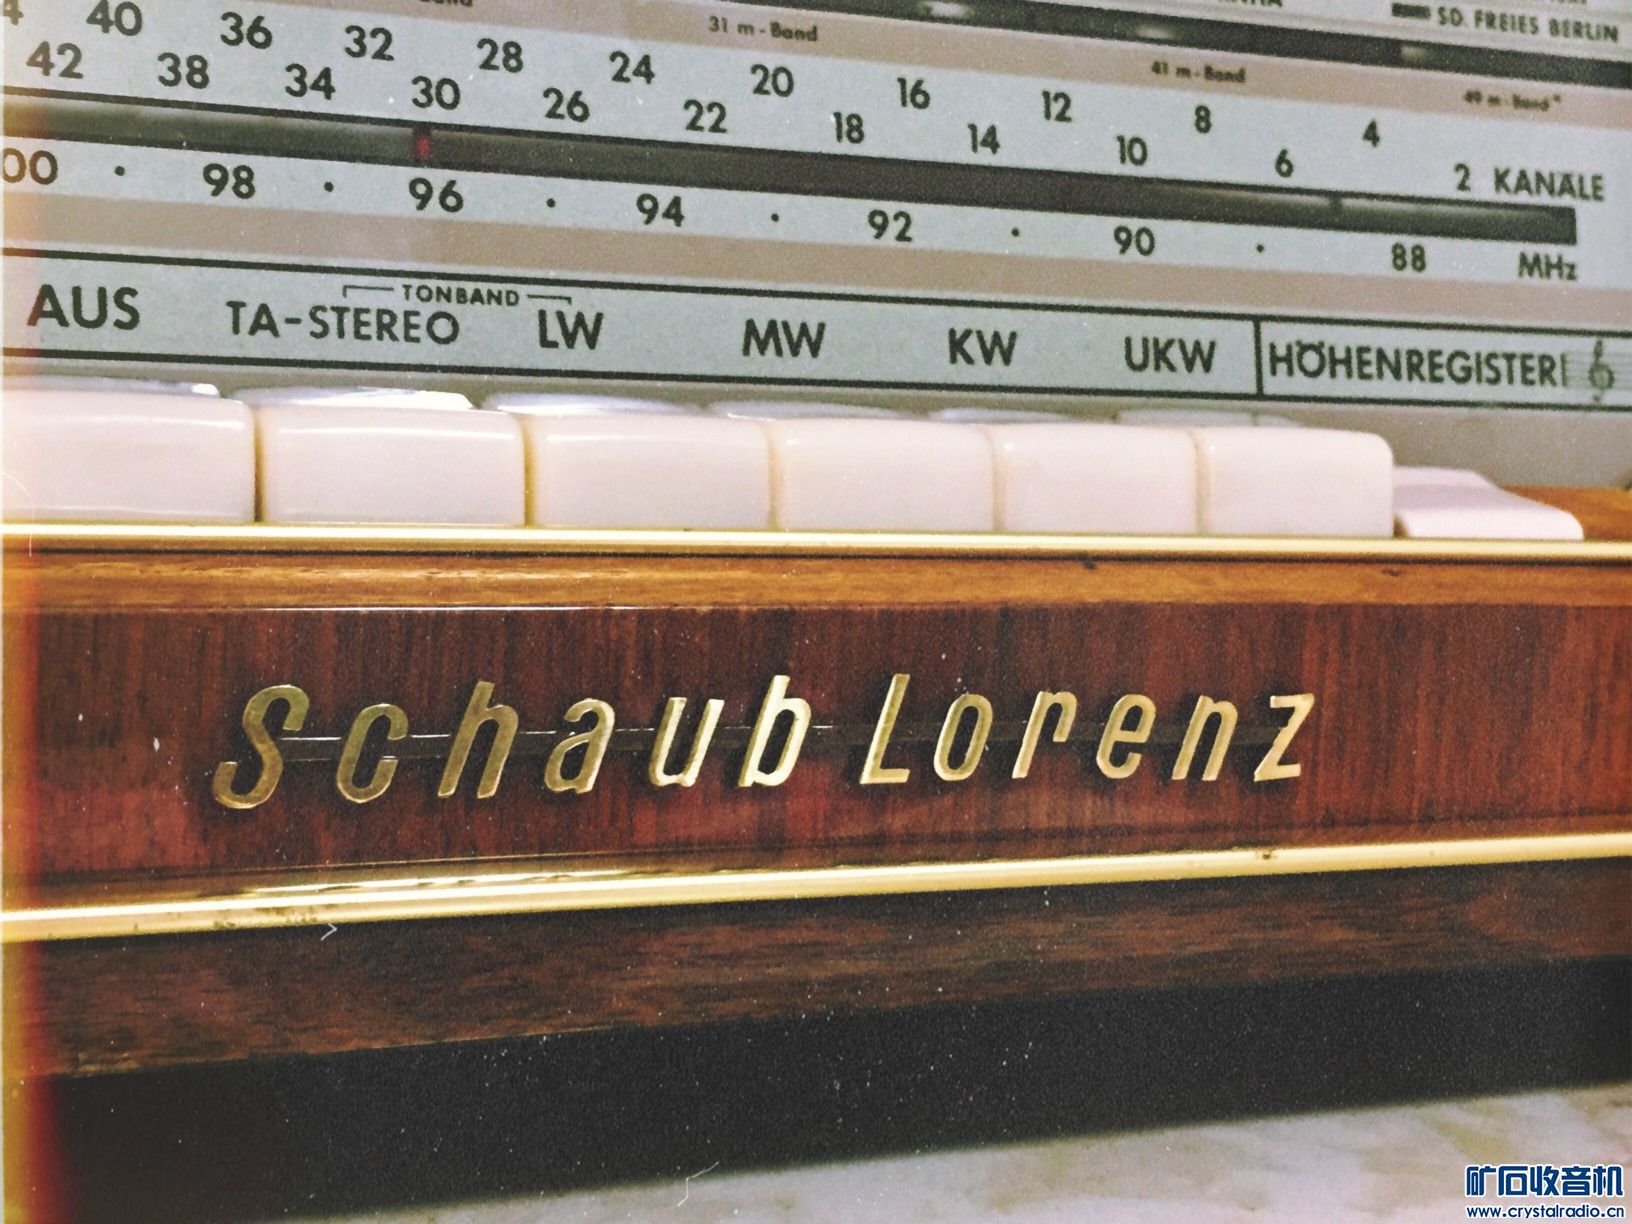 SD. FREIES BERLIN
31 m-Band
41 m-Band
49 m-Band
40 36 32 28 24 20 16 12 8 4
42 38 34 30 26 22 18 14 10 6 2 KANÄLE
98 · 96 · 94 · 92 · 90 · 88 MHz
TONBAND
AUS TA-STEREO LW MW KW UKW HÖHENREGISTER
Schaub Lorenz
矿石收音机
www.crystalradio.cn